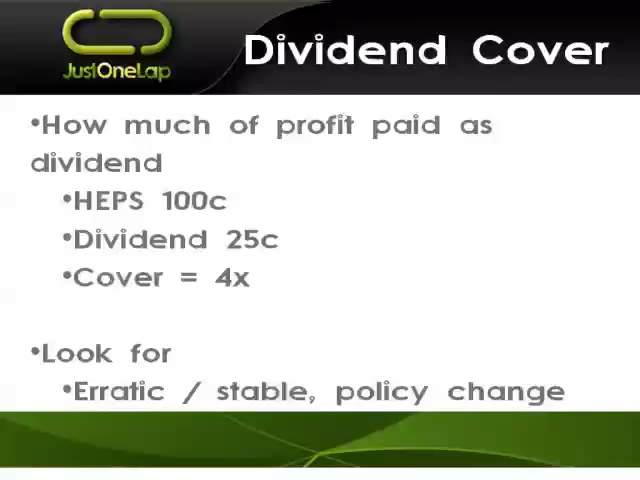 Dividend Cover
JustOneLap
•How much of profit paid as
dividend
•HEPS 100c
•Dividend 25c
•Cover = 4x
•Look for
•Erratic / stable, policy change